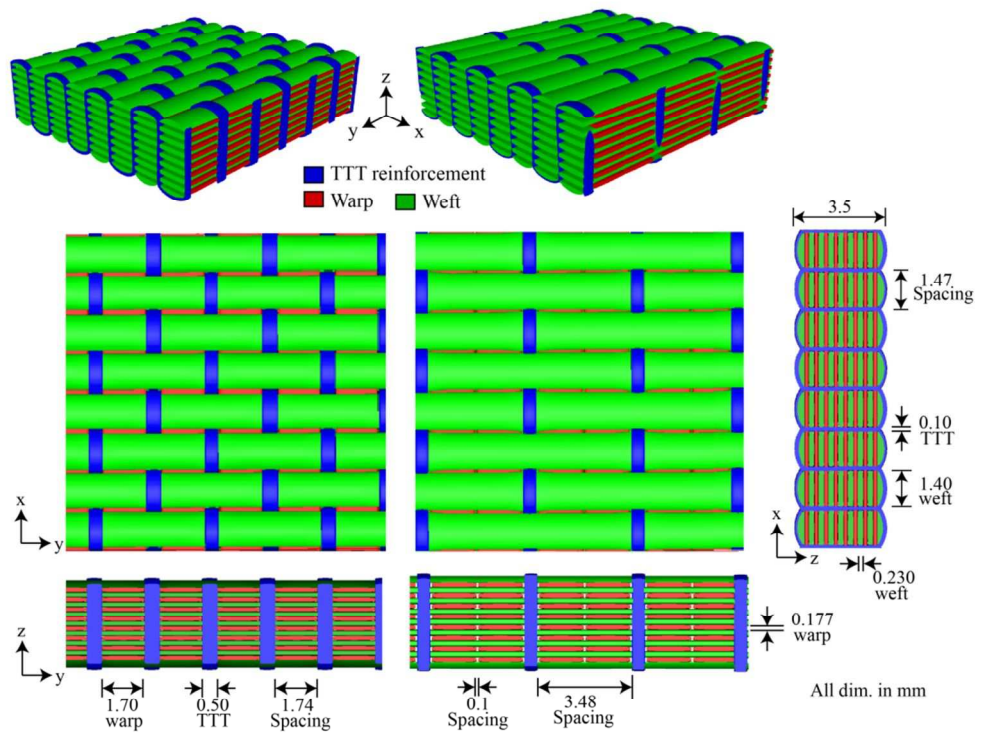 z
y
x
TTT reinforcement
Warp
Weft
3.5
1.47
Spacing
0.10
TTT
1.40
weft
x
y
x
z
0.230
weft
z
y
1.70
warp
0.50
TTT
1.74
Spacing
0.1
Spacing
3.48
Spacing
0.177
warp
All dim. in mm